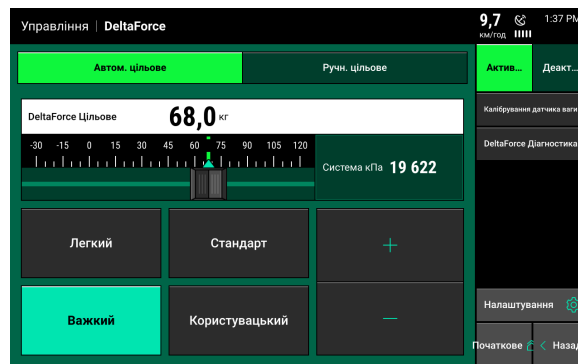 Управління | DeltaForce
9,7
км/год
1:37 PM
Автом. цільове
Ручн. цільове
Актив...
Деакт...
DeltaForce Цільове 68,0 кг
-30 -15 0 15 30 45 60 75 90 105 120
Система кПа 19 622
Калібрування датчика ваги
DeltaForce Діагностика
Легкий
Стандарт
+
Важкий
Користувацький
−
Налаштування
Початкове
< Назад